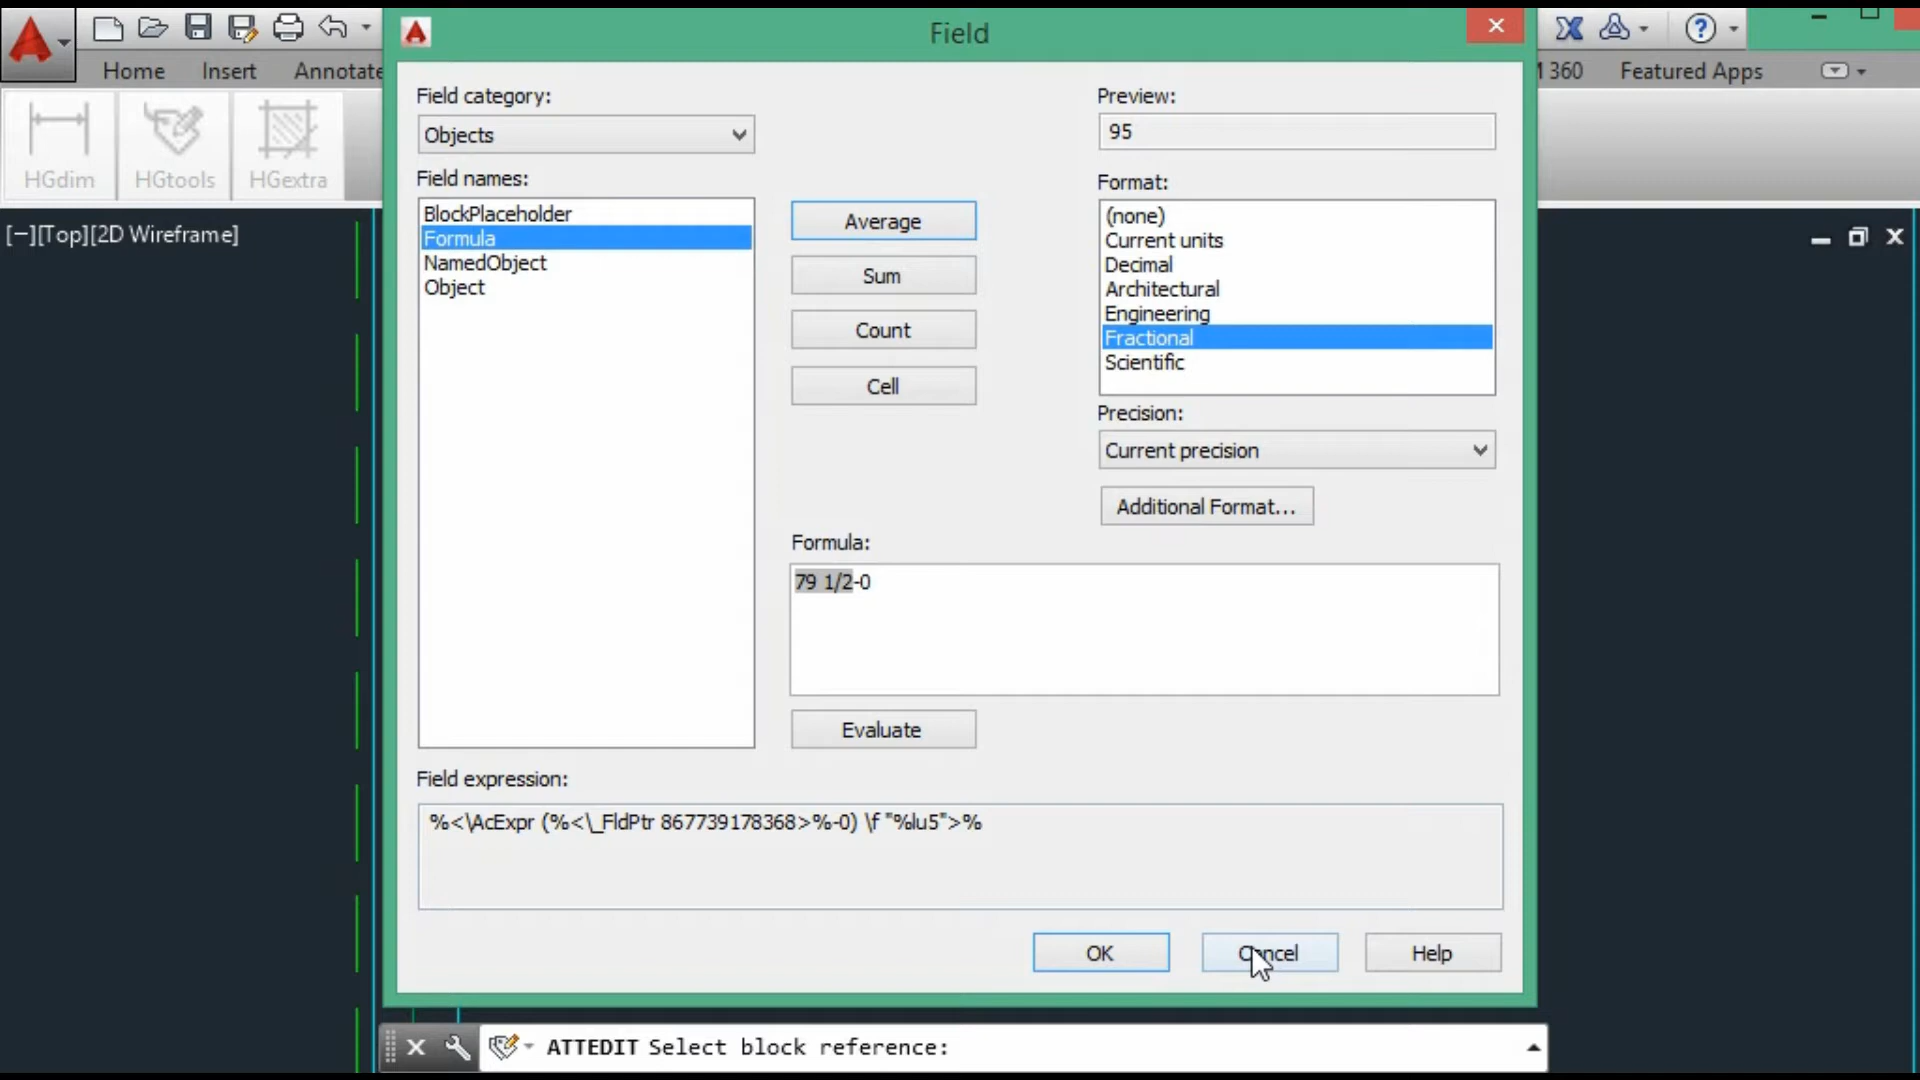 Field
Home
Insert
Annotate
360
Featured Apps
HGdim
HGtools
HGextra
[−][Top][2D Wireframe]
Field category:
Objects
Field names:
BlockPlaceholder
Formula
NamedObject
Object
Average
Sum
Count
Cell
Preview:
95
Format:
(none)
Current units
Decimal
Architectural
Engineering
Fractional
Scientific
Precision:
Current precision
Additional Format...
Formula:
79 1/2-0
Evaluate
Field expression:
%<\AcExpr (%<\_FldPtr 867739178368>%-0) \f "%lu5">%
OK
Cancel
Help
ATTEDIT Select block reference: